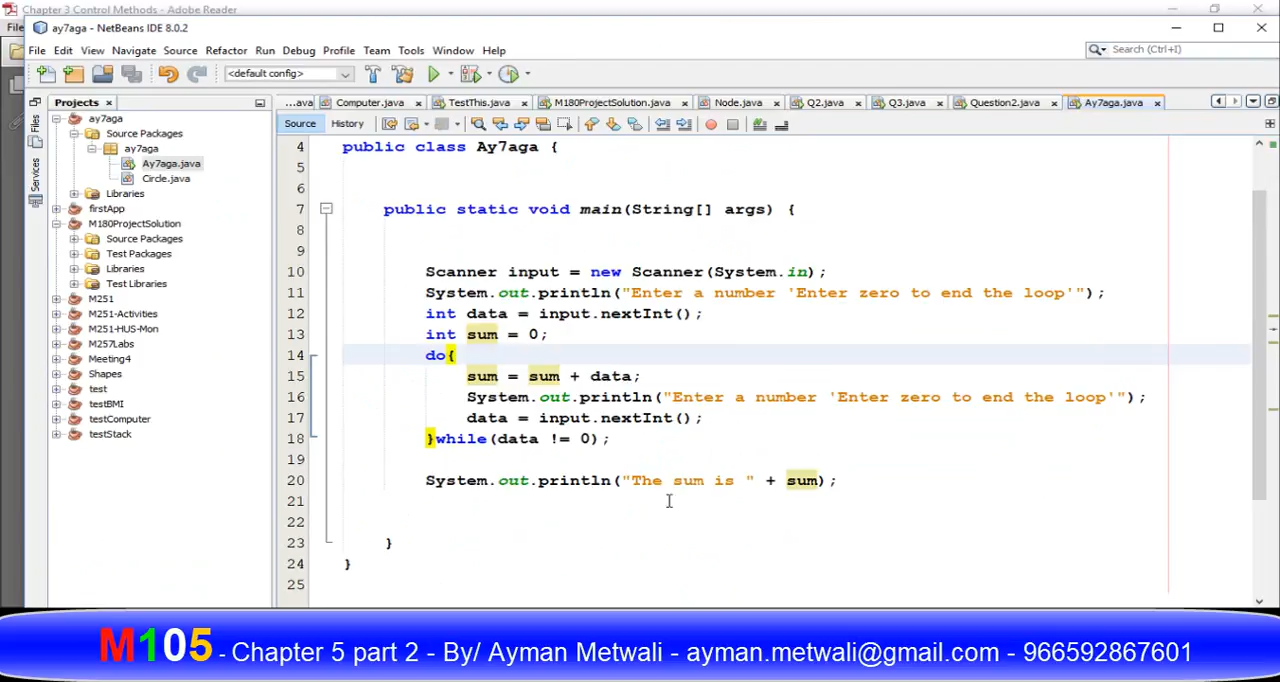 Chapter 3 Control Methods - Adobe Reader
File
ay7aga - NetBeans IDE 8.0.2
File Edit View Navigate Source Refactor Run Debug Profile Team Tools Window Help
Search (Ctrl+I)
<default config>
Projects
...ava Computer.java TestThis.java M180ProjectSolution.java Node.java Q2.java Q3.java Question2.java Ay7aga.java
Source History
Files
Services
ay7aga
Source Packages
ay7aga
Ay7aga.java
Circle.java
Libraries
firstApp
M180ProjectSolution
Source Packages
Test Packages
Libraries
Test Libraries
M251
M251-Activities
M251-HUS-Mon
M257Labs
Meeting4
Shapes
test
testBMI
testComputer
testStack
4 public class Ay7aga {
5
6
7 public static void main(String[] args) {
8
9
10 Scanner input = new Scanner(System.in);
11 System.out.println("Enter a number 'Enter zero to end the loop'");
12 int data = input.nextInt();
13 int sum = 0;
14 do{
15 sum = sum + data;
16 System.out.println("Enter a number 'Enter zero to end the loop'");
17 data = input.nextInt();
18 }while(data != 0);
19
20 System.out.println("The sum is " + sum);
21
22
23 }
24 }
25
M105 - Chapter 5 part 2 - By/ Ayman Metwali - ayman.metwali@gmail.com - 966592867601